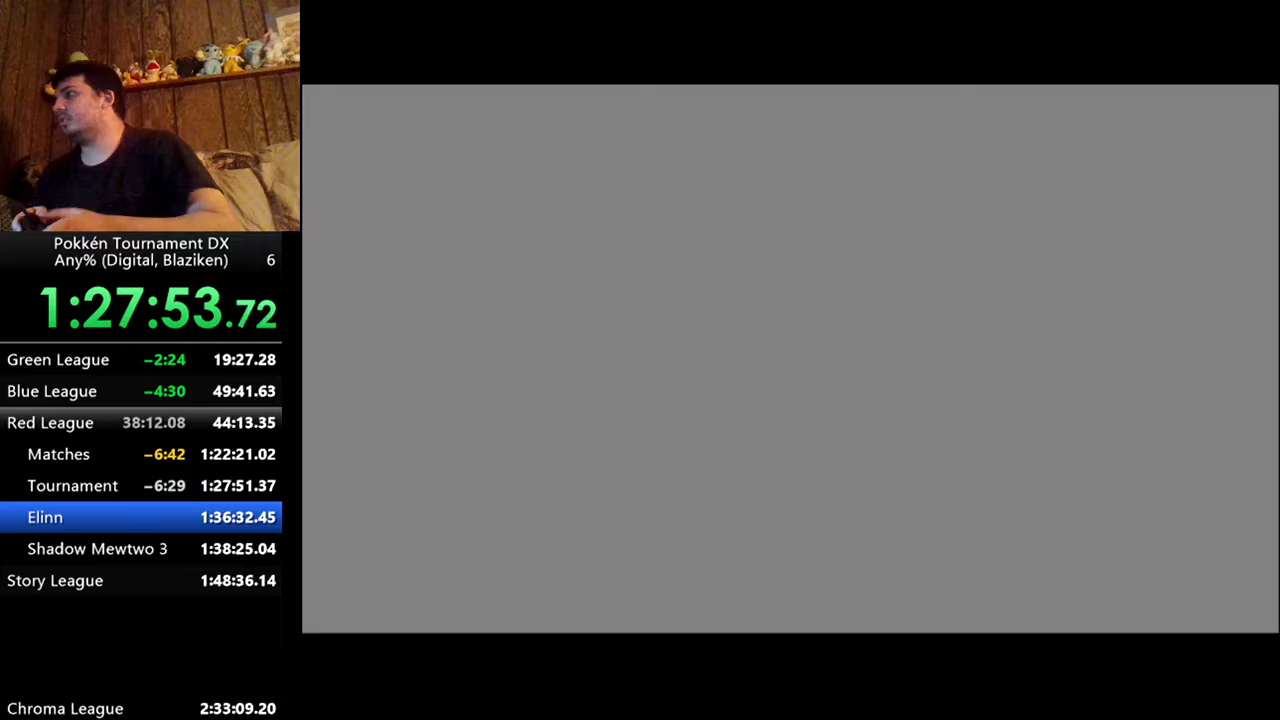 Pokkén Tournament DX
Any% (Digital, Blaziken) 6
1:27:53.72
Green League −2:24 19:27.28
Blue League −4:30 49:41.63
Red League 38:12.08 44:13.35
Matches −6:42 1:22:21.02
Tournament −6:29 1:27:51.37
Elinn 1:36:32.45
Shadow Mewtwo 3 1:38:25.04
Story League 1:48:36.14
Chroma League 2:33:09.20